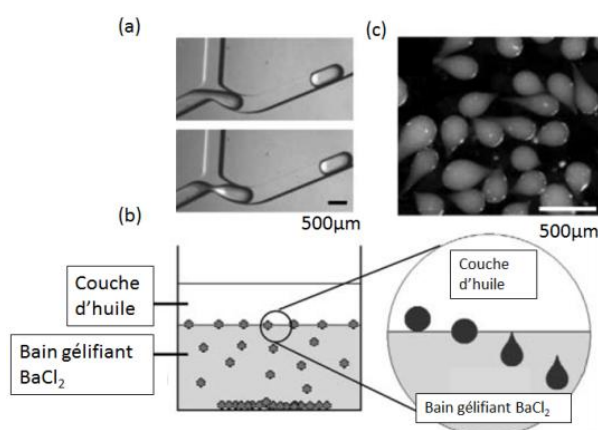 (a)
(c)
500µm
500µm
(b)
Couche
d’huile
Bain gélifiant
BaCl₂
Couche
d’huile
Bain gélifiant BaCl₂